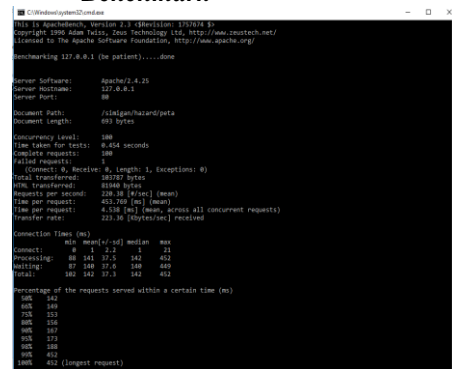 Benchmark
C:\Windows\system32\cmd.exe
This is ApacheBench, Version 2.3 <$Revision: 1757674 $>
Copyright 1996 Adam Twiss, Zeus Technology Ltd, http://www.zeustech.net/
Licensed to The Apache Software Foundation, http://www.apache.org/
Benchmarking 127.0.0.1 (be patient).....done
Server Software: Apache/2.4.25
Server Hostname: 127.0.0.1
Server Port: 80
Document Path: /simigan/hazard/peta
Document Length: 693 bytes
Concurrency Level: 100
Time taken for tests: 0.454 seconds
Complete requests: 100
Failed requests: 1
(Connect: 0, Receive: 0, Length: 1, Exceptions: 0)
Total transferred: 103787 bytes
HTML transferred: 81940 bytes
Requests per second: 220.38 [#/sec] (mean)
Time per request: 453.769 [ms] (mean)
Time per request: 4.538 [ms] (mean, across all concurrent requests)
Transfer rate: 223.36 [Kbytes/sec] received
Connection Times (ms)
min mean[+/-sd] median max
Connect: 0 1 2.2 1 21
Processing: 88 141 37.5 142 452
Waiting: 87 140 37.6 140 449
Total: 102 142 37.3 142 452
Percentage of the requests served within a certain time (ms)
50% 142
66% 149
75% 153
80% 156
90% 167
95% 173
98% 188
99% 452
100% 452 (longest request)